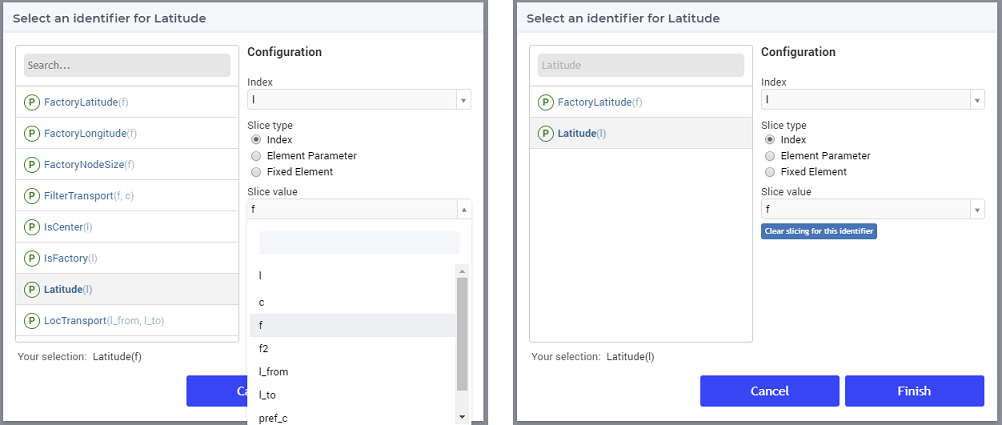 Select an identifier for Latitude
Search...
FactoryLatitude(f)
FactoryLongitude(f)
FactoryNodeSize(f)
FilterTransport(f, c)
IsCenter(l)
IsFactory(l)
Latitude(l)
LocTransport(l_from, l_to)
Your selection: Latitude(f)
Configuration
Index
l
Slice type
Index
Element Parameter
Fixed Element
Slice value
f
l
c
f
f2
l_from
l_to
pref_c
Ca
Select an identifier for Latitude
Latitude
P FactoryLatitude(f)
P Latitude(l)
Your selection: Latitude(l)
Configuration
Index
l
Slice type
Index
Element Parameter
Fixed Element
Slice value
f
Clear slicing for this identifier
Cancel
Finish